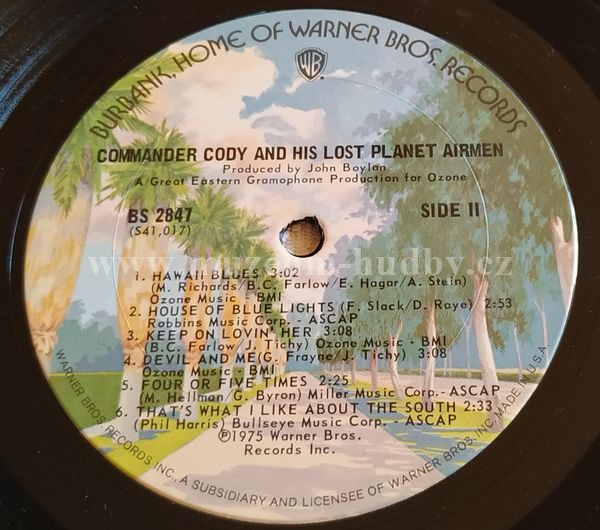 BURBANK, HOME OF WARNER BROS. RECORDS
WB
COMMANDER CODY AND HIS LOST PLANET AIRMEN
Produced by John Boylan
A Great Eastern Gramophone Production for Ozone
BS 2847
(S41,017)
SIDE II
www.muzeum-hudby.cz
1. HAWAII BLUES 3:02
(M. Richards/B.C. Farlow/E. Hagar/A. Stein)
Ozone Music - BMI
2. HOUSE OF BLUE LIGHTS (F. Slack/D. Raye) 2:53
Robbins Music Corp. - ASCAP
3. KEEP ON LOVIN' HER 3:08
(B.C. Farlow/J. Tichy) Ozone Music - BMI
4. DEVIL AND ME(G. Frayne/J. Tichy) 3:08
Ozone Music - BMI
5. FOUR OR FIVE TIMES 2:25
(M. Hellman/G. Byron) Miller Music Corp.- ASCAP
6. THAT'S WHAT I LIKE ABOUT THE SOUTH 2:33
(Phil Harris) Bullseye Music Corp. - ASCAP
Ⓟ1975 Warner Bros.
Records Inc.
WARNER BROS. RECORDS INC., A SUBSIDIARY AND LICENSEE OF WARNER BROS. INC. MADE IN U.S.A.